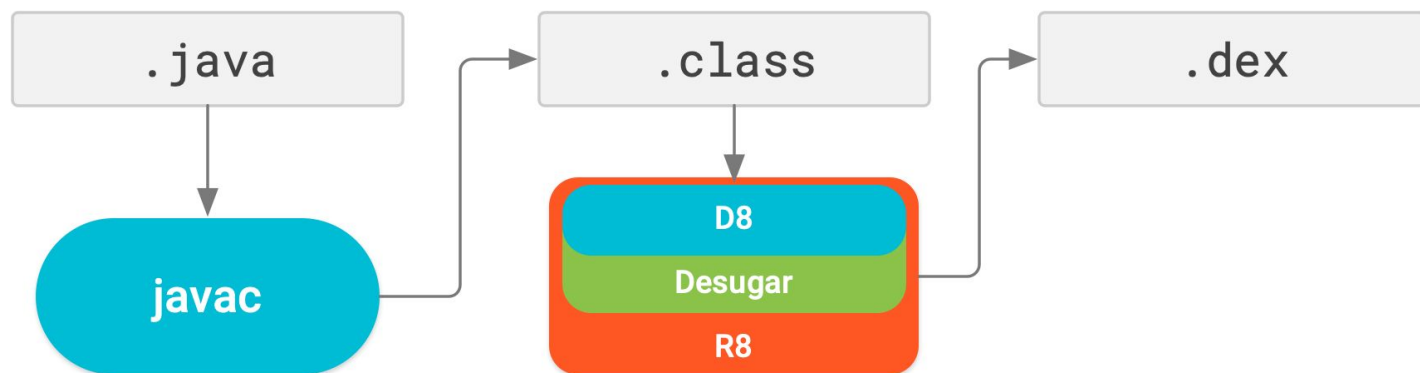 .java
.class
.dex
javac
D8
Desugar
R8